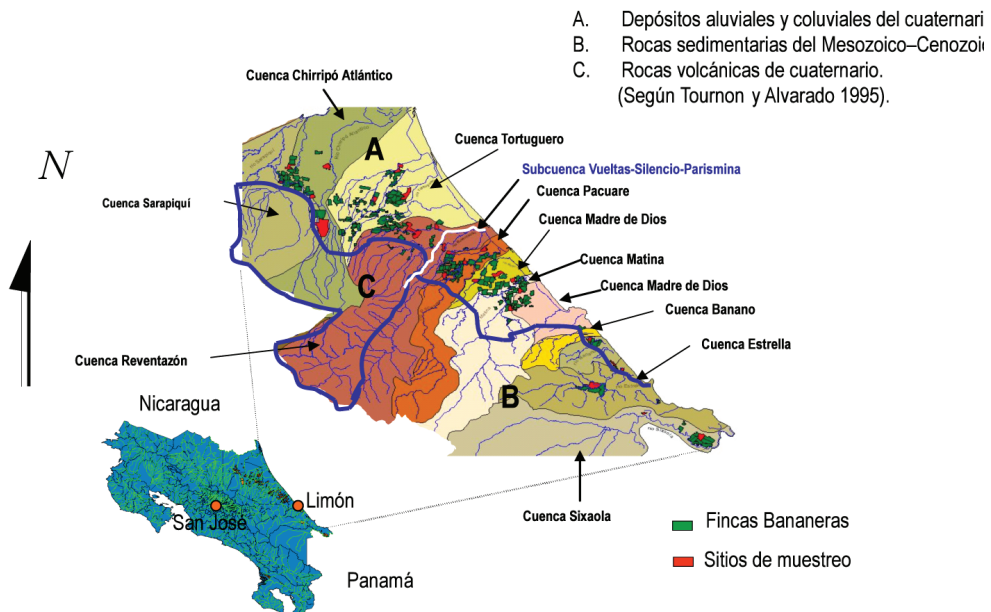 A. Depósitos aluviales y coluviales del cuaternari
B. Rocas sedimentarias del Mesozoico–Cenozoi
C. Rocas volcánicas de cuaternario.
(Según Tournon y Alvarado 1995).
Cuenca Chirripó Atlántico
N
A
Cuenca Tortuguero
Subcuenca Vueltas-Silencio-Parismina
Cuenca Pacuare
Cuenca Sarapiquí
Cuenca Madre de Dios
Cuenca Matina
C
Cuenca Madre de Dios
Cuenca Banano
Cuenca Reventazón
Cuenca Estrella
B
Nicaragua
Limón
San José
Cuenca Sixaola
Fincas Bananeras
Sitios de muestreo
Panamá